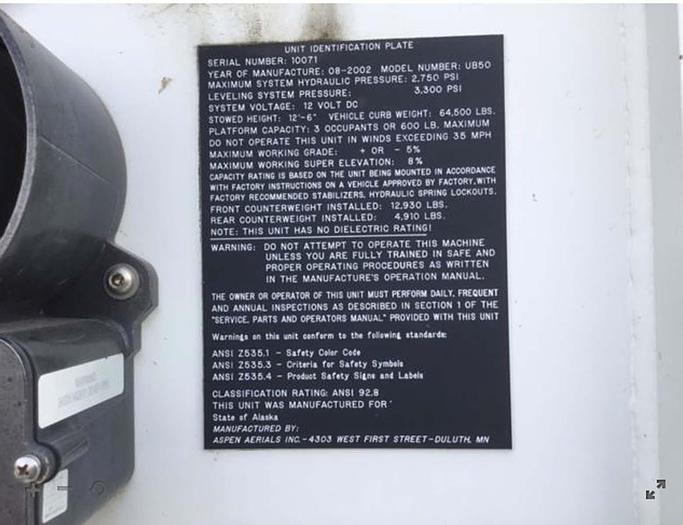 UNIT IDENTIFICATION PLATE
SERIAL NUMBER: 10071
YEAR OF MANUFACTURE: 08-2002 MODEL NUMBER: UB50
MAXIMUM SYSTEM HYDRAULIC PRESSURE: 2,750 PSI
LEVELING SYSTEM PRESSURE: 3,300 PSI
SYSTEM VOLTAGE: 12 VOLT DC
STOWED HEIGHT: 12'-6" VEHICLE CURB WEIGHT: 64,500 LBS.
PLATFORM CAPACITY: 3 OCCUPANTS OR 600 LB. MAXIMUM
DO NOT OPERATE THIS UNIT IN WINDS EXCEEDING 35 MPH
MAXIMUM WORKING GRADE: + OR - 5%
MAXIMUM WORKING SUPER ELEVATION: 8%
CAPACITY RATING IS BASED ON THE UNIT BEING MOUNTED IN ACCORDANCE
WITH FACTORY INSTRUCTIONS ON A VEHICLE APPROVED BY FACTORY, WITH
FACTORY RECOMMENDED STABILIZERS, HYDRAULIC SPRING LOCKOUTS.
FRONT COUNTERWEIGHT INSTALLED: 12,930 LBS.
REAR COUNTERWEIGHT INSTALLED: 4,910 LBS.
NOTE: THIS UNIT HAS NO DIELECTRIC RATING!
WARNING: DO NOT ATTEMPT TO OPERATE THIS MACHINE
UNLESS YOU ARE FULLY TRAINED IN SAFE AND
PROPER OPERATING PROCEDURES AS WRITTEN
IN THE MANUFACTURE'S OPERATION MANUAL.
THE OWNER OR OPERATOR OF THIS UNIT MUST PERFORM DAILY, FREQUENT
AND ANNUAL INSPECTIONS AS DESCRIBED IN SECTION 1 OF THE
"SERVICE, PARTS AND OPERATORS MANUAL" PROVIDED WITH THIS UNIT
Warnings on this unit conform to the following standards:
ANSI Z535.1 - Safety Color Code
ANSI Z535.3 - Criteria for Safety Symbols
ANSI Z535.4 - Product Safety Signs and Labels
CLASSIFICATION RATING: ANSI 92.8
THIS UNIT WAS MANUFACTURED FOR
State of Alaska
MANUFACTURED BY:
ASPEN AERIALS INC.-4303 WEST FIRST STREET-DULUTH, MN